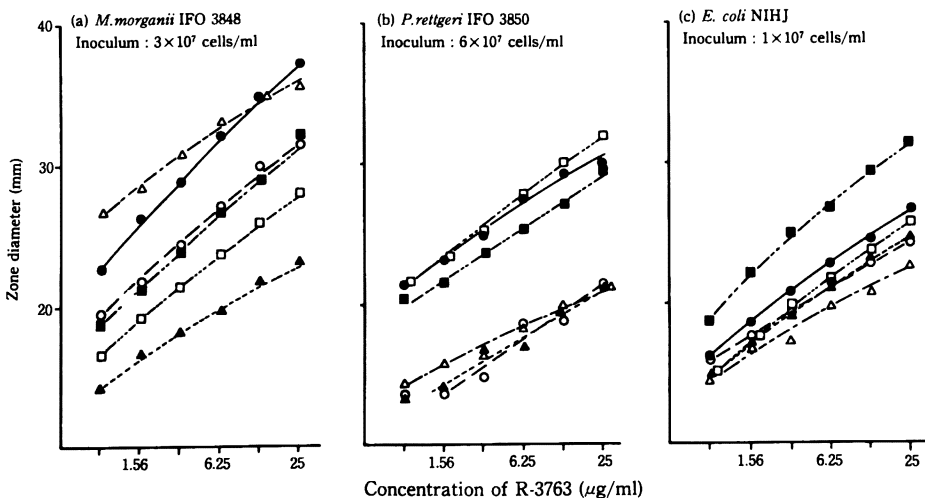 (a) M. morganii IFO 3848
Inoculum : 3×10⁷ cells/ml
(b) P. rettgeri IFO 3850
Inoculum : 6×10⁷ cells/ml
(c) E. coli NIHJ
Inoculum : 1×10⁷ cells/ml
Zone diameter (mm)
40
30
20
1.56
6.25
25
1.56
6.25
25
1.56
6.25
25
Concentration of R-3763 (μg/ml)